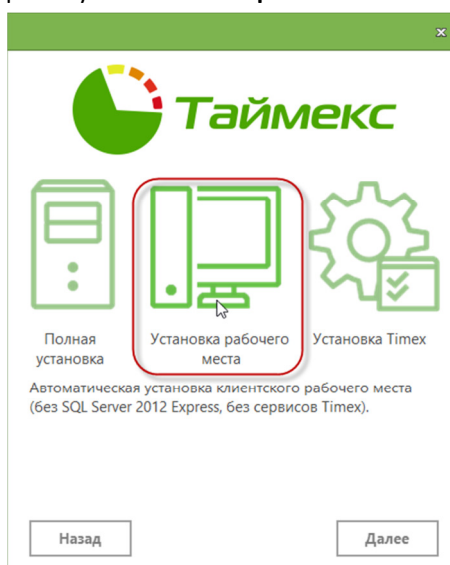 Таймекс
Полная
установка
Установка рабочего
места
Установка Timex
Автоматическая установка клиентского рабочего места
(без SQL Server 2012 Express, без сервисов Timex).
Назад
Далее